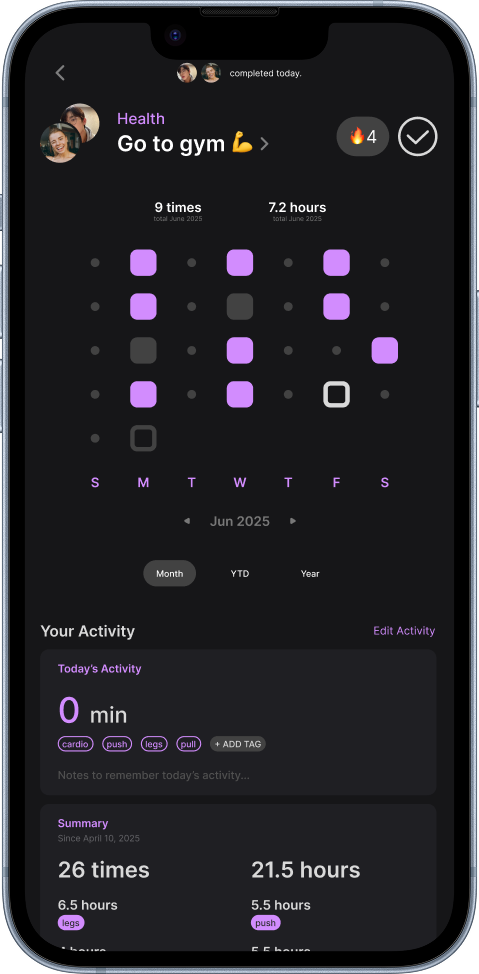 completed today.
Health
Go to gym 💪
🔥4
9 times
7.2 hours
total June 2025
total June 2025
S M T W T F S
Jun 2025
Month YTD Year
Your Activity
Edit Activity
Today's Activity
0 min
cardio push legs pull + ADD TAG
Notes to remember today's activity...
Summary
Since April 10, 2025
26 times
21.5 hours
6.5 hours
5.5 hours
legs
push